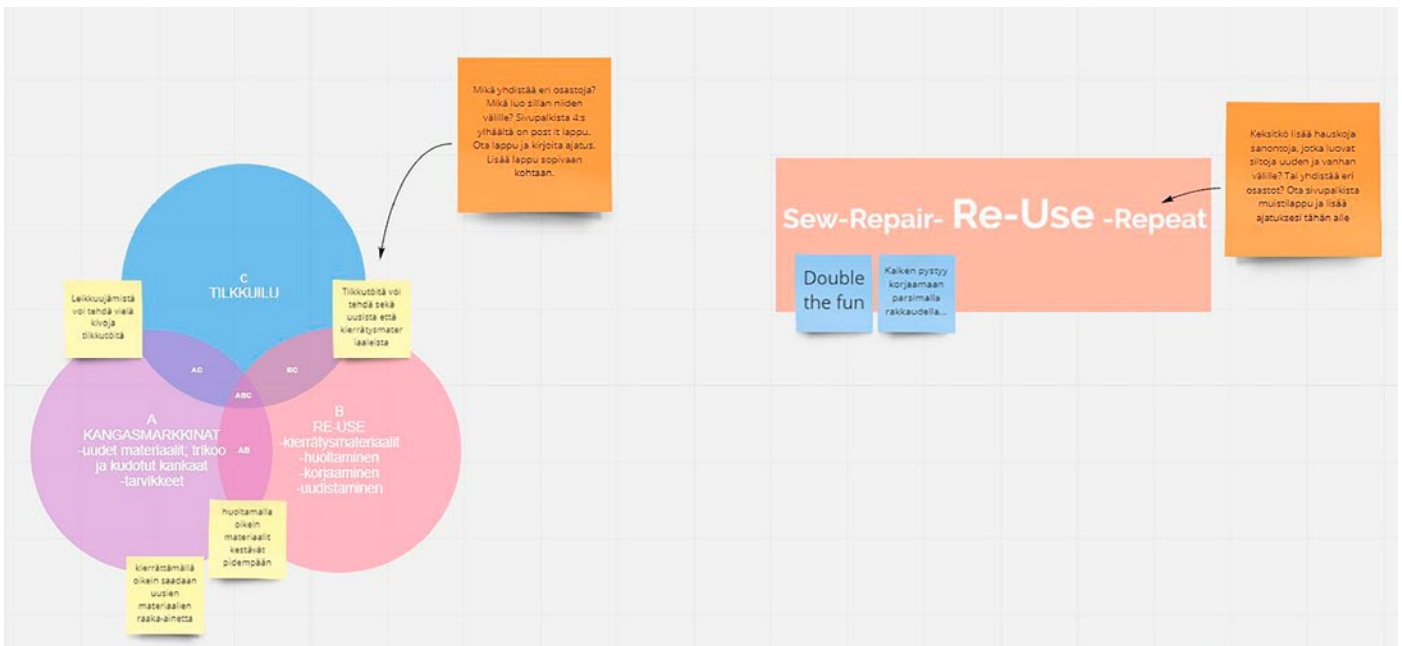 Mikä yhdistää eri osastoja?
Mikä luo sillan niiden
välille? Sivupalkista 4:s
ylhäältä on post it lappu.
Ota lappu ja kirjoita ajatus.
Lisää lappu sopivaan
kohtaan.
C
TILKKUILU
Leikkuujämistä
voi tehdä vielä
kivoja
tilkkutöitä
Tilkkutöitä voi
tehdä sekä
uusista että
kierrätysmater
iaaleista
AC
BC
ABC
AB
A
KANGASMARKKINAT
-uudet materiaalit; trikoo
ja kudotut kankaat
-tarvikkeet
B
RE-USE
-kierrätysmateriaalit
-huoltaminen
-korjaaminen
-uudistaminen
huoltamalla
oikein
materiaalit
kestävät
pidempään
kierrättämällä
oikein saadaan
uusien
materiaalien
raaka-ainetta
Sew-Repair- Re-Use -Repeat
Double
the fun
Kaiken pystyy
korjaamaan
parsimalla
rakkaudella...
Keksitkö lisää hauskoja
sanontoja, jotka luovat
siltoja uuden ja vanhan
välille? Tai yhdistää eri
osastot? Ota sivupalkista
muistilappu ja lisää
ajatuksesi tähän alle